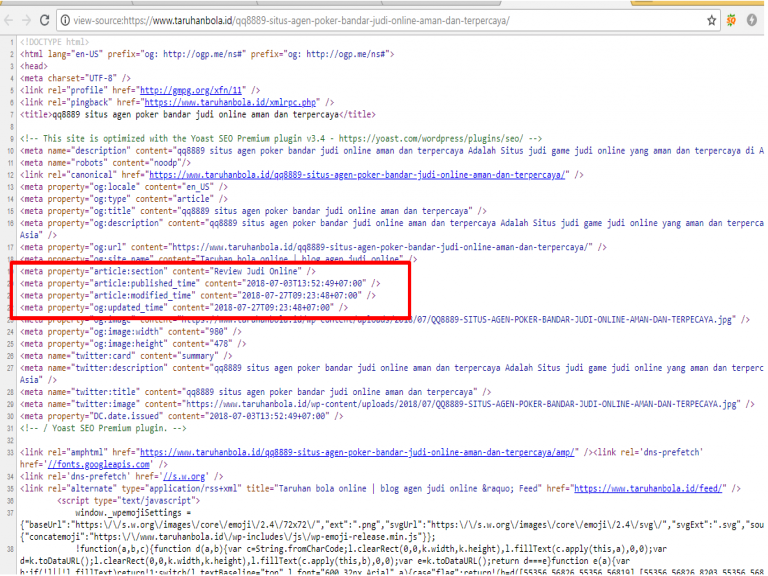 view-source:https://www.taruhanbola.id/qq8889-situs-agen-poker-bandar-judi-online-aman-dan-terpercaya/
1 <!DOCTYPE html>
2 <html lang="en-US" prefix="og: http://ogp.me/ns#" prefix="og: http://ogp.me/ns#">
3 <head>
4 <meta charset="UTF-8" />
5 <link rel="profile" href="http://gmpg.org/xfn/11" />
6 <link rel="pingback" href="https://www.taruhanbola.id/xmlrpc.php" />
7 <title>qq8889 situs agen poker bandar judi online aman dan terpercaya</title>
8
9 <!-- This site is optimized with the Yoast SEO Premium plugin v3.4 - https://yoast.com/wordpress/plugins/seo/ -->
10 <meta name="description" content="qq8889 situs agen poker bandar judi online aman dan terpercaya Adalah Situs judi game judi online yang aman dan terpercaya di A
11 <meta name="robots" content="noodp"/>
12 <link rel="canonical" href="https://www.taruhanbola.id/qq8889-situs-agen-poker-bandar-judi-online-aman-dan-terpercaya/" />
13 <meta property="og:locale" content="en_US" />
14 <meta property="og:type" content="article" />
15 <meta property="og:title" content="qq8889 situs agen poker bandar judi online aman dan terpercaya" />
16 <meta property="og:description" content="qq8889 situs agen poker bandar judi online aman dan terpercaya Adalah Situs judi game judi online yang aman dan terperca
Asia" />
17 <meta property="og:url" content="https://www.taruhanbola.id/qq8889-situs-agen-poker-bandar-judi-online-aman-dan-terpercaya/" />
18 <meta property="og:site_name" content="Taruhan bola online | blog agen judi online" />
<meta property="article:section" content="Review Judi Online" />
<meta property="article:published_time" content="2018-07-03T13:52:49+07:00" />
<meta property="article:modified_time" content="2018-07-27T09:23:48+07:00" />
<meta property="og:updated_time" content="2018-07-27T09:23:48+07:00" />
<meta property="og:image" content="https://www.taruhanbola.id/wp-content/uploads/2018/07/QQ8889-SITUS-AGEN-POKER-BANDAR-JUDI-ONLINE-AMAN-DAN-TERPECAYA.jpg" />
24 <meta property="og:image:width" content="980" />
25 <meta property="og:image:height" content="478" />
26 <meta name="twitter:card" content="summary" />
27 <meta name="twitter:description" content="qq8889 situs agen poker bandar judi online aman dan terpercaya Adalah Situs judi game judi online yang aman dan terperc
Asia" />
28 <meta name="twitter:title" content="qq8889 situs agen poker bandar judi online aman dan terpercaya" />
29 <meta name="twitter:image" content="https://www.taruhanbola.id/wp-content/uploads/2018/07/QQ8889-SITUS-AGEN-POKER-BANDAR-JUDI-ONLINE-AMAN-DAN-TERPECAYA.jpg" />
30 <meta property="DC.date.issued" content="2018-07-03T13:52:49+07:00" />
31 <!-- / Yoast SEO Premium plugin. -->
32
33 <link rel="amphtml" href="https://www.taruhanbola.id/qq8889-situs-agen-poker-bandar-judi-online-aman-dan-terpercaya/amp/" /><link rel='dns-prefetch'
href='//fonts.googleapis.com' />
34 <link rel='dns-prefetch' href='//s.w.org' />
35 <link rel="alternate" type="application/rss+xml" title="Taruhan bola online | blog agen judi online &raquo; Feed" href="https://www.taruhanbola.id/feed/" />
36 <script type="text/javascript">
37 window._wpemojiSettings =
{"baseUrl":"https:\/\/s.w.org\/images\/core\/emoji\/2.4\/72x72\/","ext":".png","svgUrl":"https:\/\/s.w.org\/images\/core\/emoji\/2.4\/svg\/","svgExt":".svg","sou
{"concatemoji":"https:\/\/www.taruhanbola.id\/wp-includes\/js\/wp-emoji-release.min.js"}};
38 !function(a,b,c){function d(a,b){var c=String.fromCharCode;l.clearRect(0,0,k.width,k.height),l.fillText(c.apply(this,a),0,0);var
d=k.toDataURL();l.clearRect(0,0,k.width,k.height),l.fillText(c.apply(this,b),0,0);var e=k.toDataURL();return d===e}function e(a){var
b;if(!l||!l.fillText)return!1;switch(l.textBaseline="top",l.font="600 32px Arial",a){case"flag":return!(b=d([55356,56826,55356,56819],[55356,56826,8203,55356,568